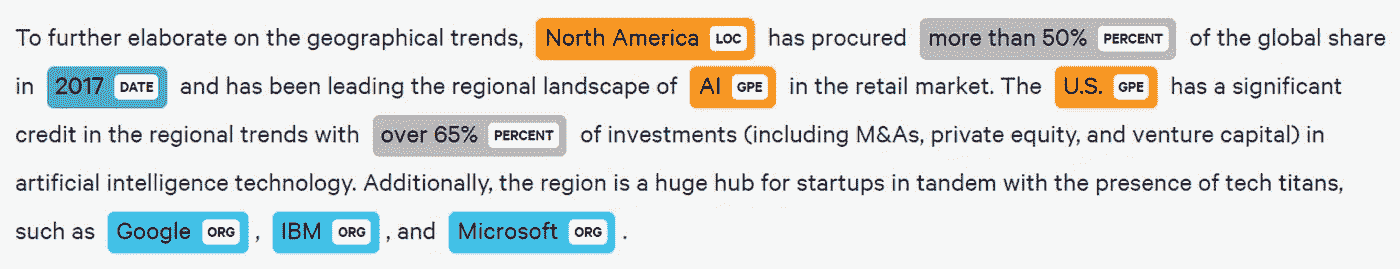 To further elaborate on the geographical trends, North America LOC has procured more than 50% PERCENT of the global share
in 2017 DATE and has been leading the regional landscape of AI GPE in the retail market. The U.S. GPE has a significant
credit in the regional trends with over 65% PERCENT of investments (including M&As, private equity, and venture capital) in
artificial intelligence technology. Additionally, the region is a huge hub for startups in tandem with the presence of tech titans,
such as Google ORG , IBM ORG , and Microsoft ORG .